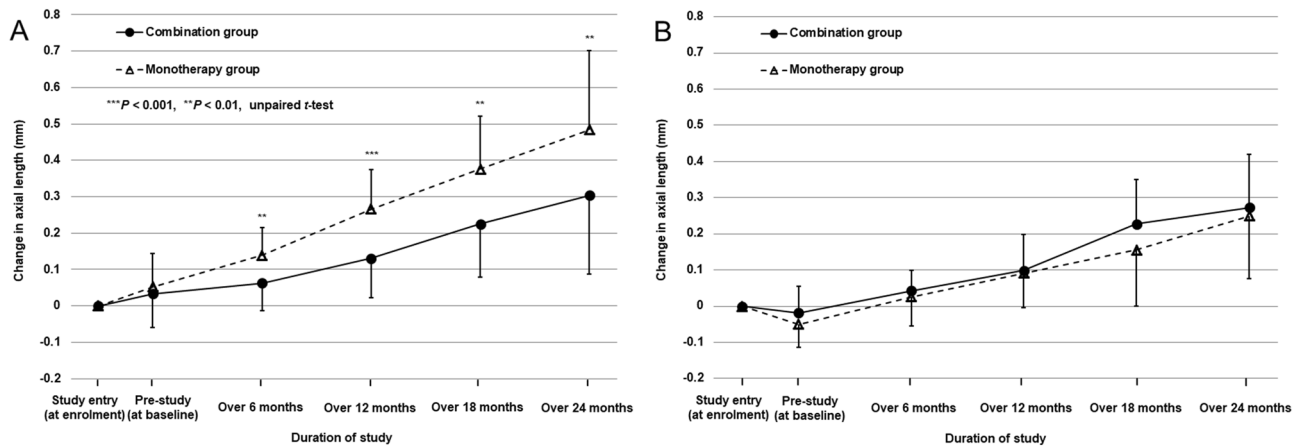 A
0.8
0.7
0.6
0.5
0.4
0.3
0.2
0.1
0
-0.1
-0.2
Change in axial length (mm)
Combination group
Monotherapy group
***P < 0.001, **P < 0.01, unpaired t-test
**
***
**
**
Study entry
(at enrolment)
Pre-study
(at baseline)
Over 6 months
Over 12 months
Over 18 months
Over 24 months
Duration of study
B
0.8
0.7
0.6
0.5
0.4
0.3
0.2
0.1
0
-0.1
-0.2
Change in axial length (mm)
Combination group
Monotherapy group
Study entry
(at enrolment)
Pre-study
(at baseline)
Over 6 months
Over 12 months
Over 18 months
Over 24 months
Duration of study